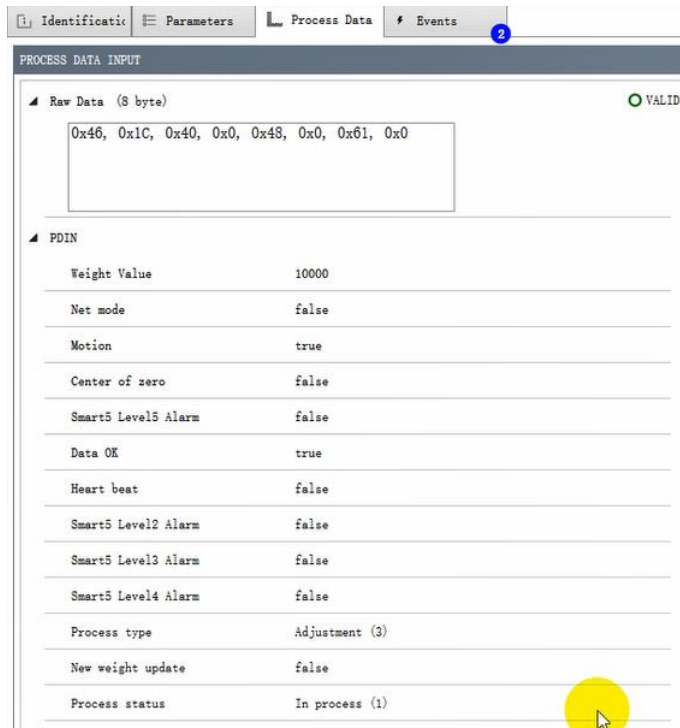 Identificatic Parameters Process Data Events
2
PROCESS DATA INPUT
Raw Data (8 byte) VALID
0x46, 0x1C, 0x40, 0x0, 0x48, 0x0, 0x61, 0x0
PDIN
Weight Value 10000
Net mode false
Motion true
Center of zero false
Smart5 Level5 Alarm false
Data OK true
Heart beat false
Smart5 Level2 Alarm false
Smart5 Level3 Alarm false
Smart5 Level4 Alarm false
Process type Adjustment (3)
New weight update false
Process status In process (1)